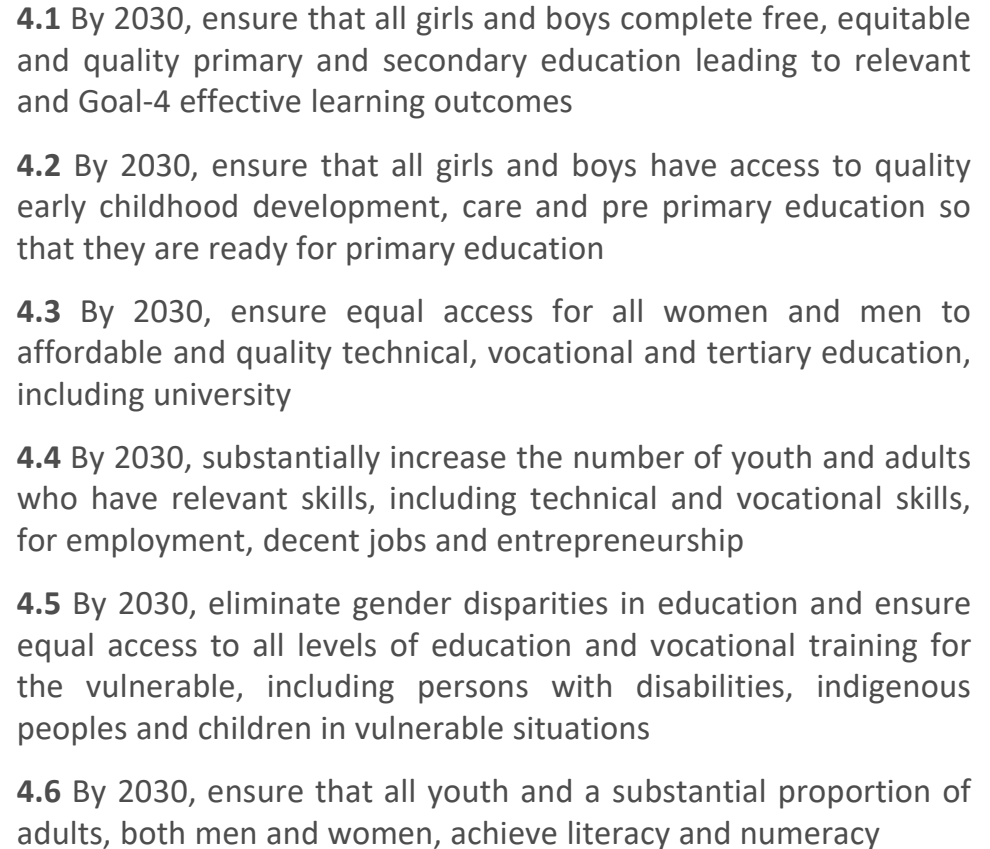 4.1 By 2030, ensure that all girls and boys complete free, equitable
and quality primary and secondary education leading to relevant
and Goal-4 effective learning outcomes
4.2 By 2030, ensure that all girls and boys have access to quality
early childhood development, care and pre primary education so
that they are ready for primary education
4.3 By 2030, ensure equal access for all women and men to
affordable and quality technical, vocational and tertiary education,
including university
4.4 By 2030, substantially increase the number of youth and adults
who have relevant skills, including technical and vocational skills,
for employment, decent jobs and entrepreneurship
4.5 By 2030, eliminate gender disparities in education and ensure
equal access to all levels of education and vocational training for
the vulnerable, including persons with disabilities, indigenous
peoples and children in vulnerable situations
4.6 By 2030, ensure that all youth and a substantial proportion of
adults, both men and women, achieve literacy and numeracy